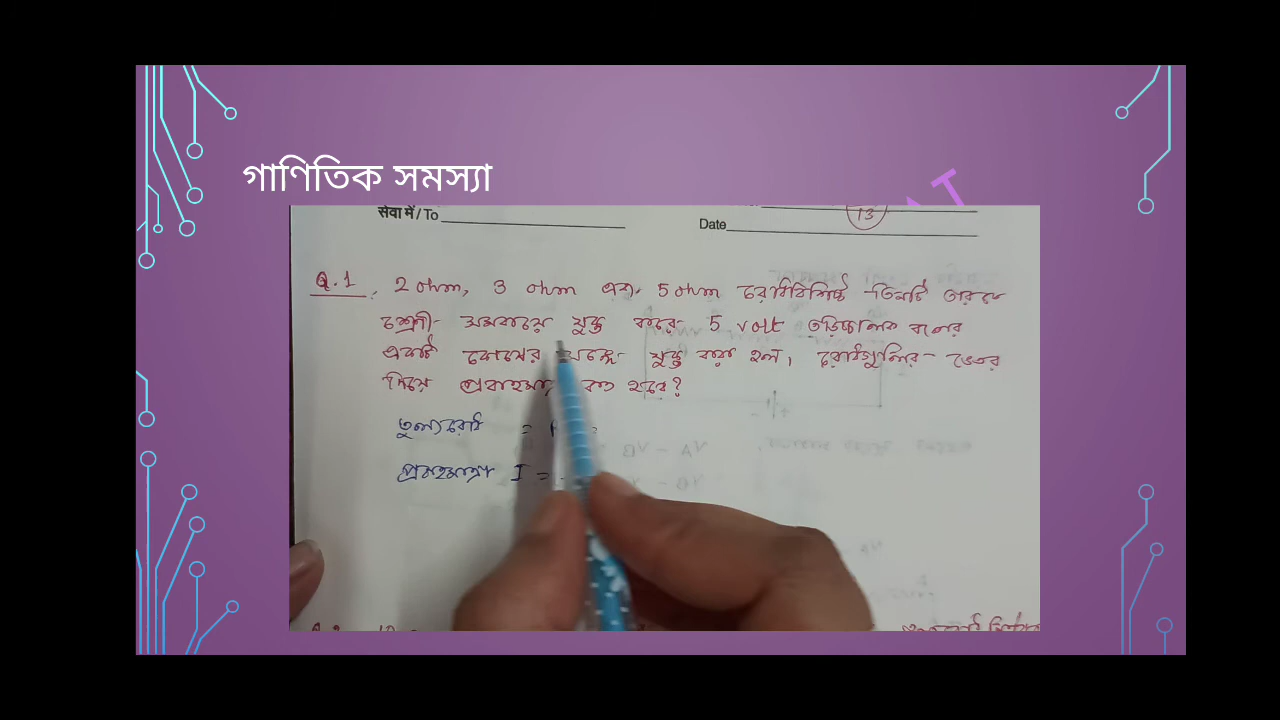 গাণিতিক সমস্যা
सेवा में / To
13
Date
Q.1 2 ohm, 3 ohm এবং 5 ohm রোধবিশিষ্ট তিনটি তারকে
শ্রেণী সমবায়ে যুক্ত করে 5 volt তড়িচ্চালক বলের
একটি কোষের সঙ্গে যুক্ত করা হল, রোধগুলির ভেতর
দিয়ে প্রবাহমাত্রা কত হবে?
তুল্যরোধ =
প্রবাহমাত্রা I =